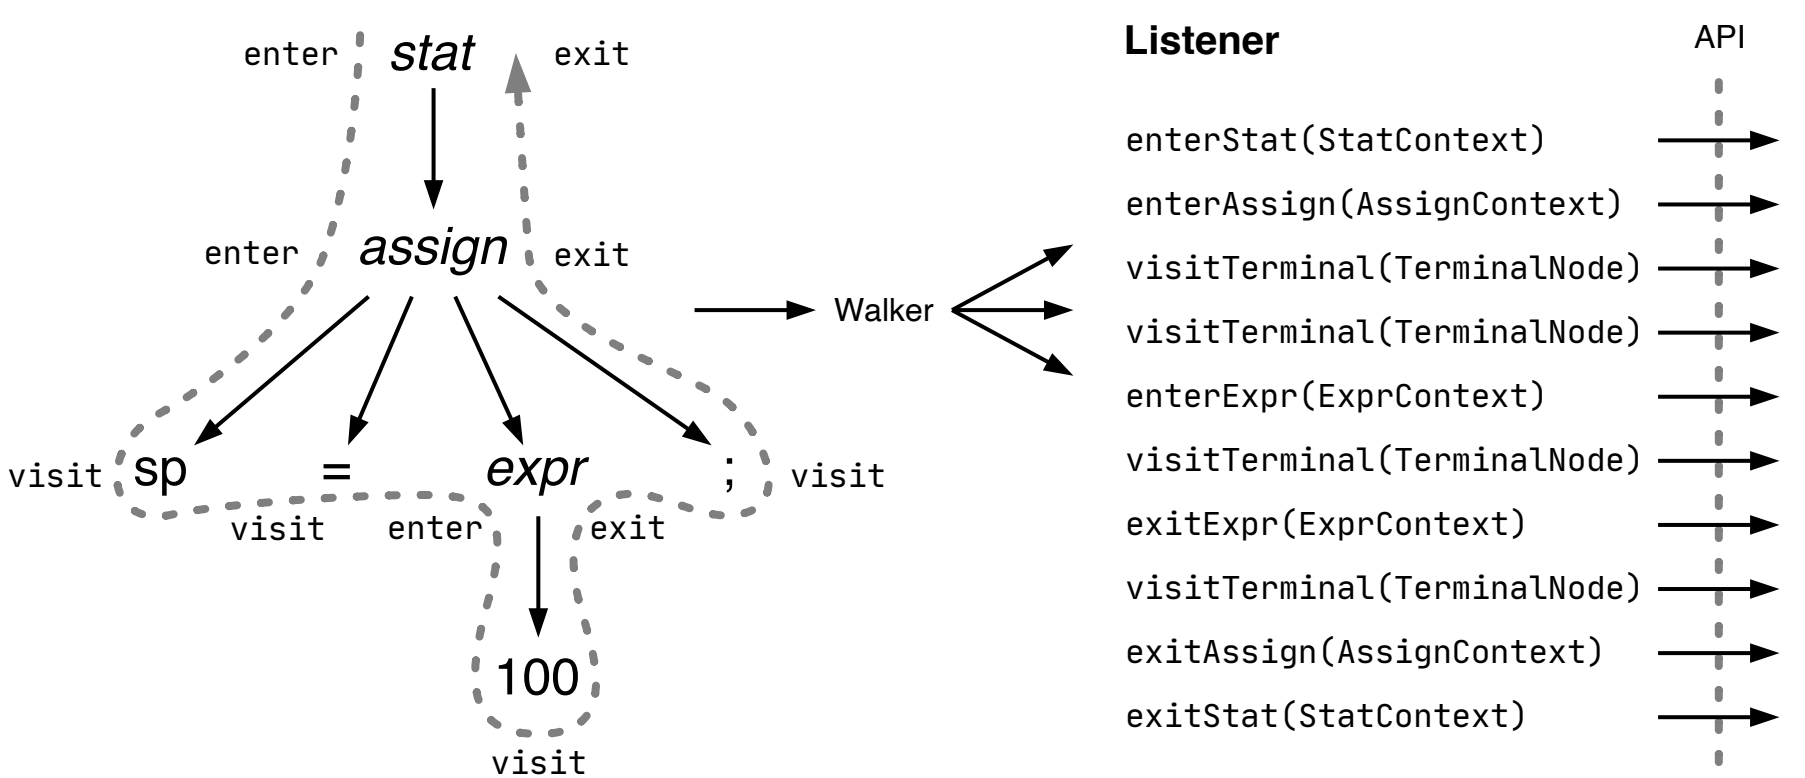 enter stat exit
enter assign exit
visit sp = expr ; visit
visit enter exit
100
visit
Walker
Listener
API
enterStat(StatContext)
enterAssign(AssignContext)
visitTerminal(TerminalNode)
visitTerminal(TerminalNode)
enterExpr(ExprContext)
visitTerminal(TerminalNode)
exitExpr(ExprContext)
visitTerminal(TerminalNode)
exitAssign(AssignContext)
exitStat(StatContext)